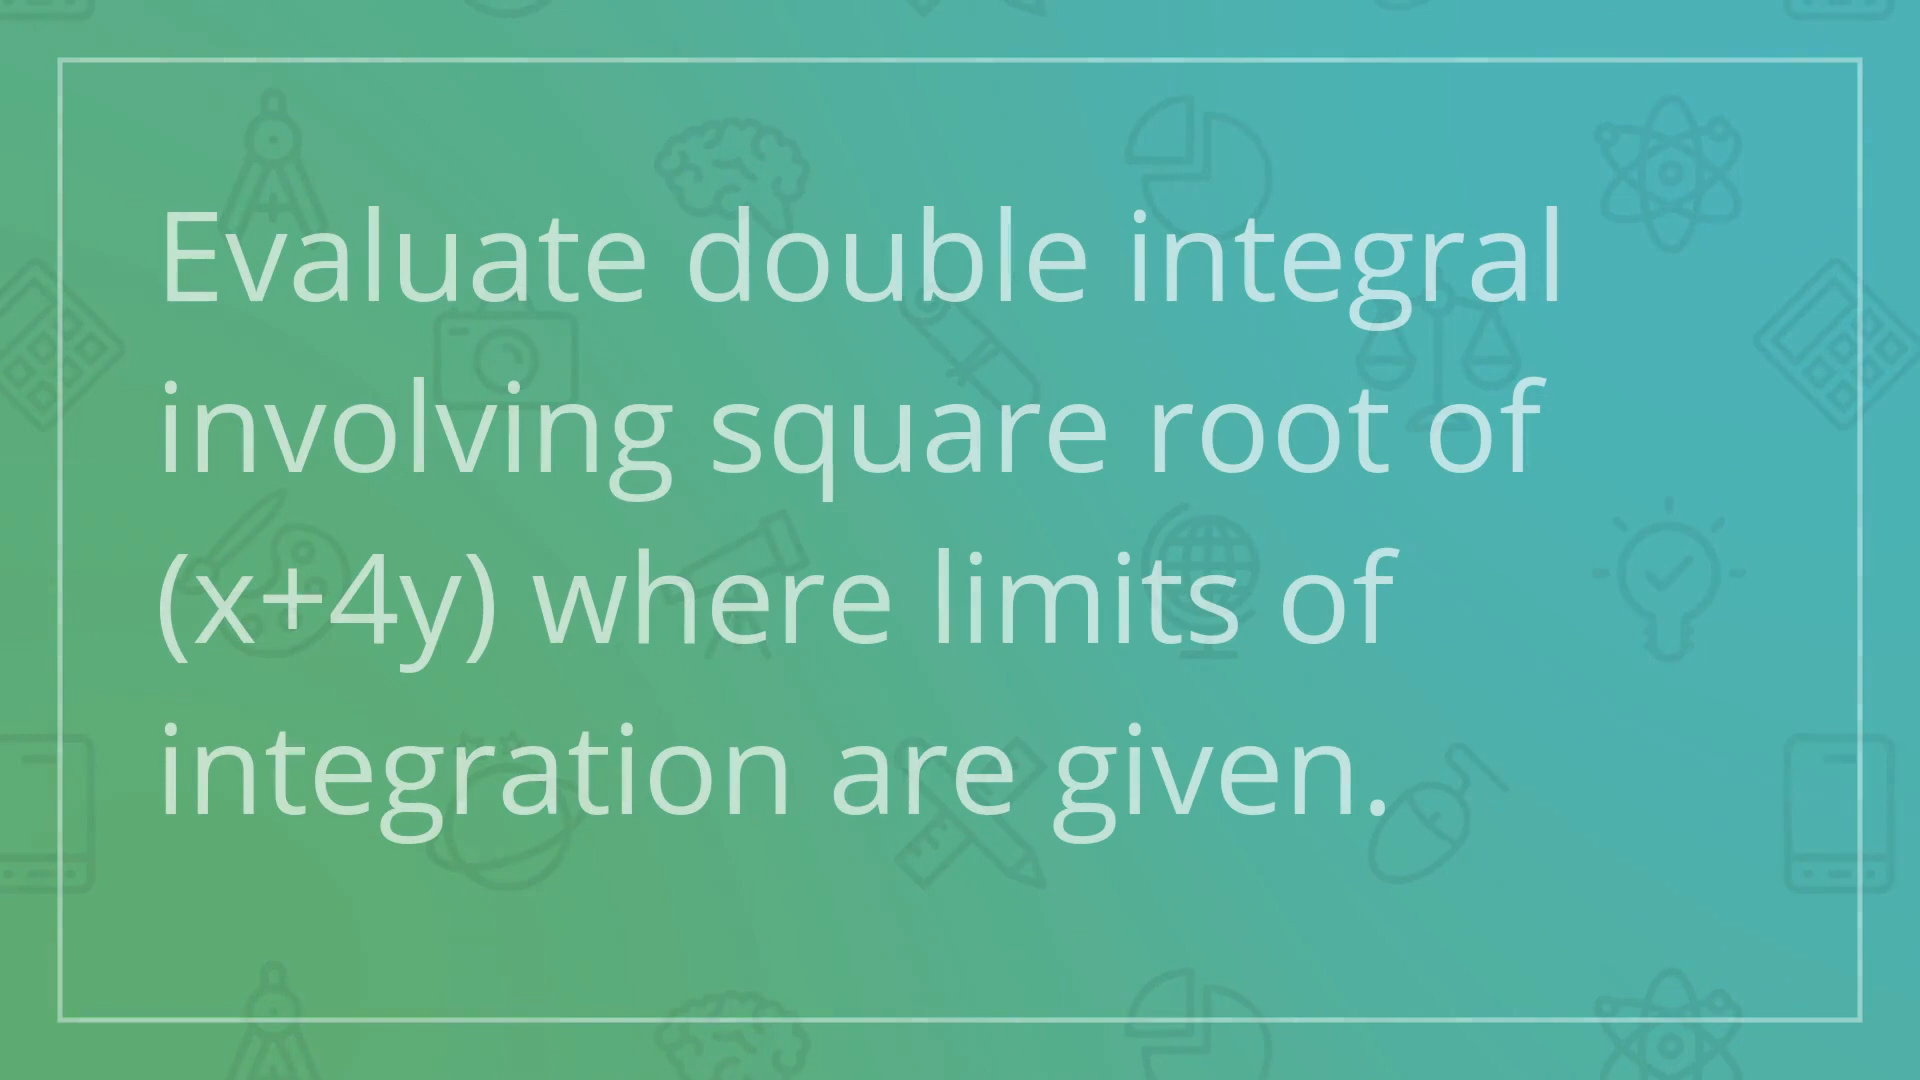 Evaluate double integral
involving square root of
(x+4y) where limits of
integration are given.